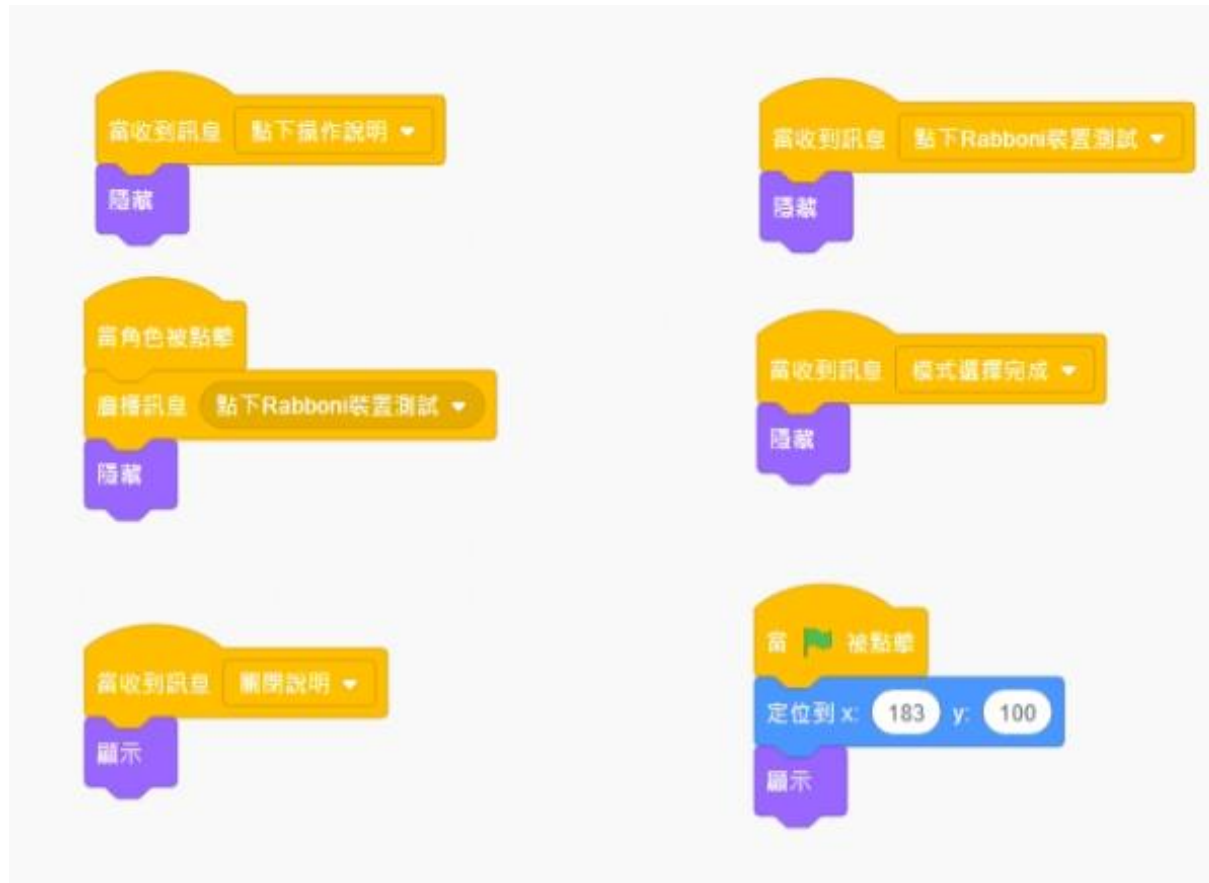 當收到訊息 點下操作說明
隱藏
當角色被點擊
廣播訊息 點下Rabboni裝置測試
隱藏
當收到訊息 關閉說明
顯示
當收到訊息 點下Rabboni裝置測試
隱藏
當收到訊息 模式選擇完成
隱藏
當 被點擊
定位到 x: 183 y: 100
顯示